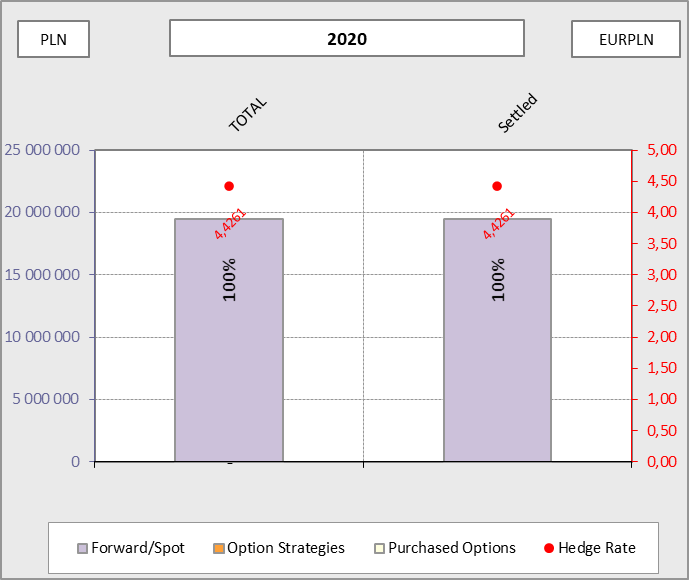 PLN
2020
EURPLN
TOTAL
Settled
25 000 000
20 000 000
15 000 000
10 000 000
5 000 000
0
5,00
4,50
4,00
3,50
3,00
2,50
2,00
1,50
1,00
0,50
0,00
4,4261
4,4261
100%
100%
-
Forward/Spot
Option Strategies
Purchased Options
Hedge Rate